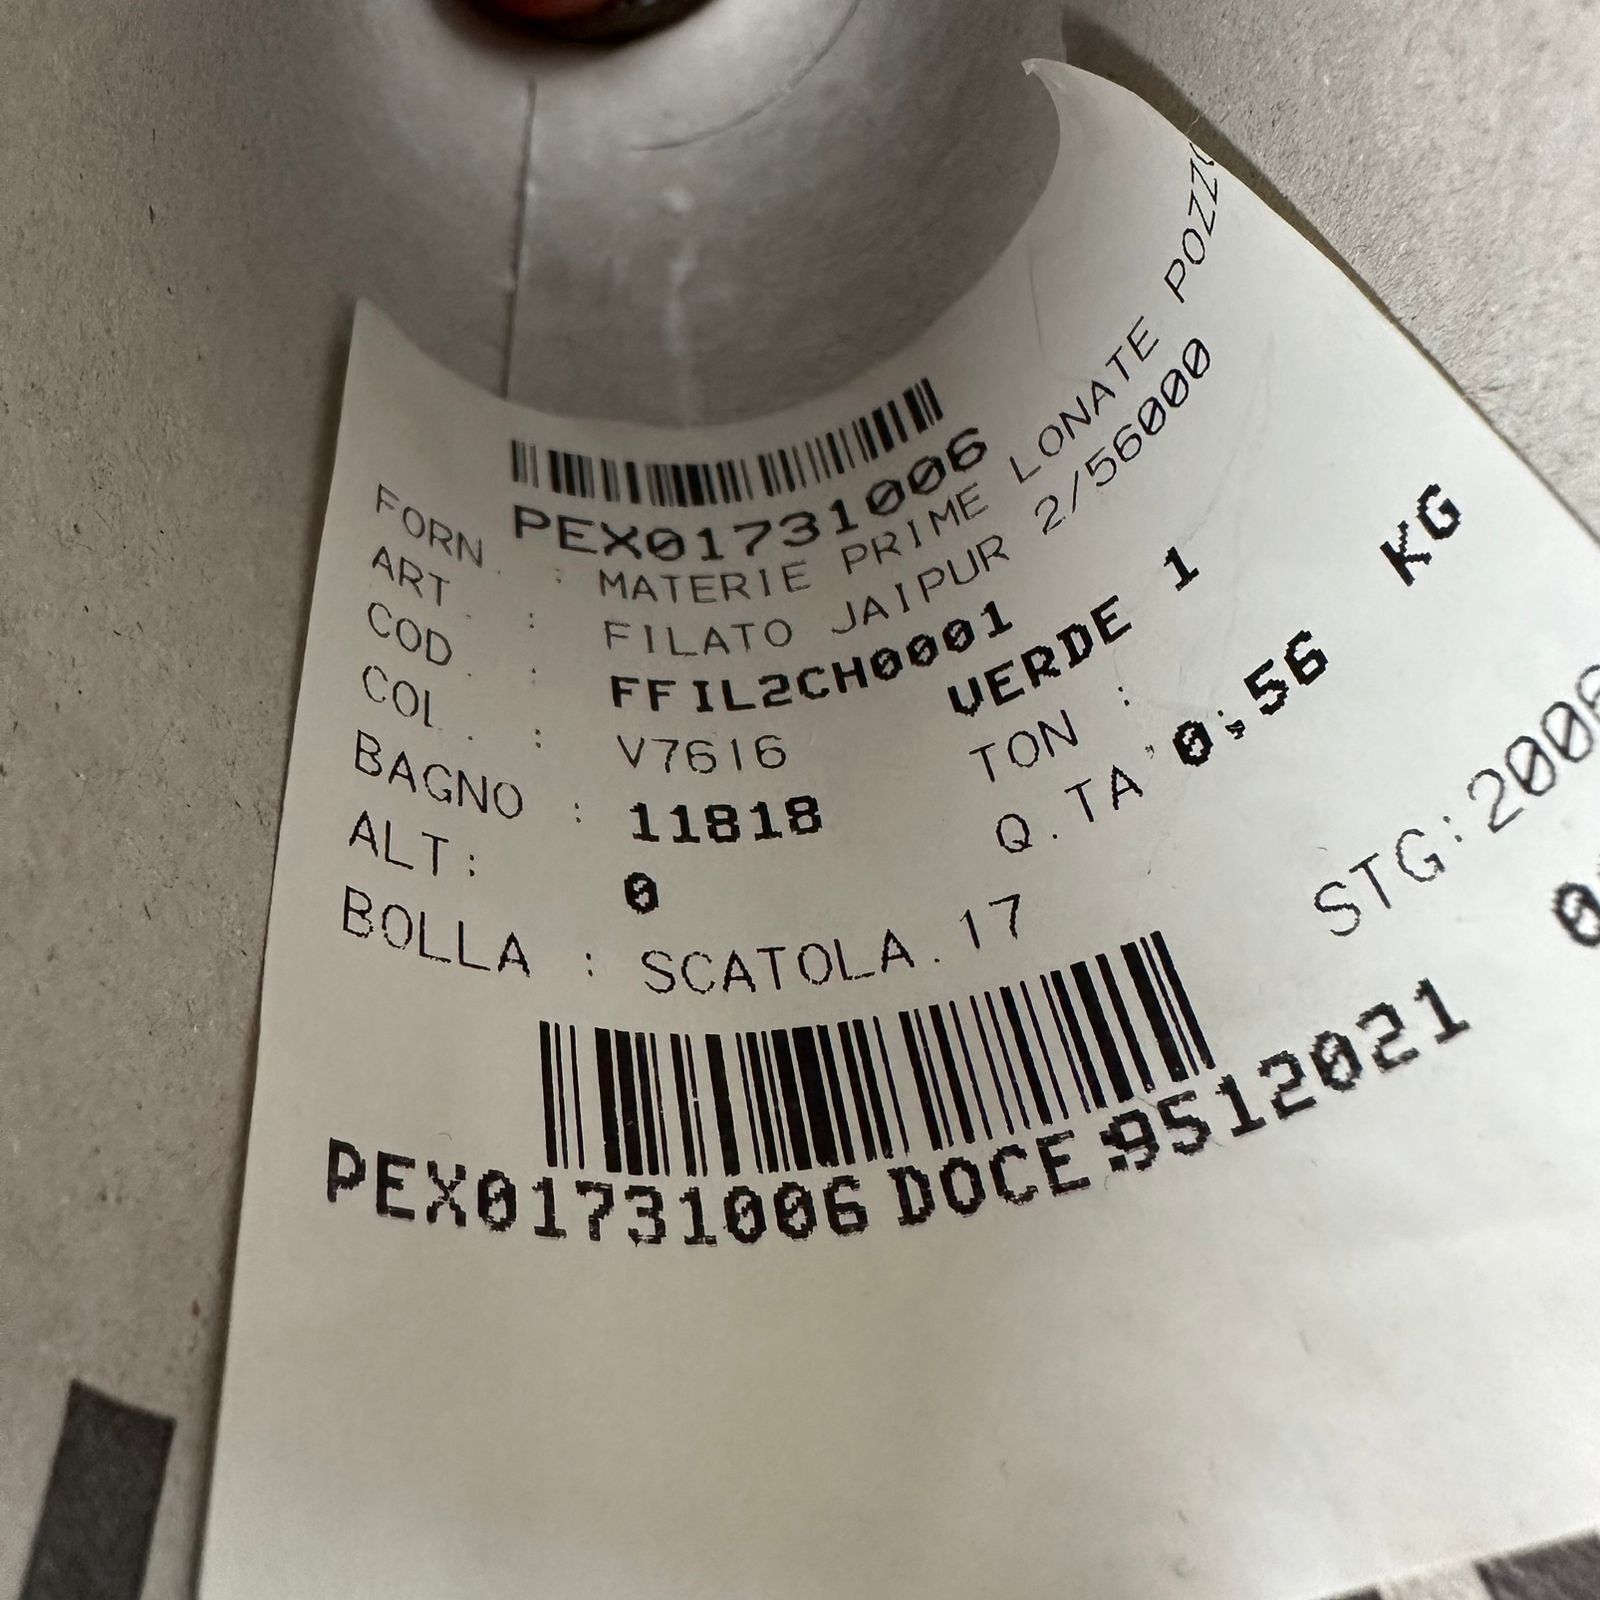 PEX01731006
FORN. : MATERIE PRIME LONATE
ART. : FILATO JAIPUR 2/56000
COD. : FFIL2CH0001 VERDE 1
COL. : V7616 TON :
BAGNO : 11818 Q.TA : 0,56 KG
ALT: 0
BOLLA : SCATOLA.17 STG:
PEX01731006 DOCE:9512021